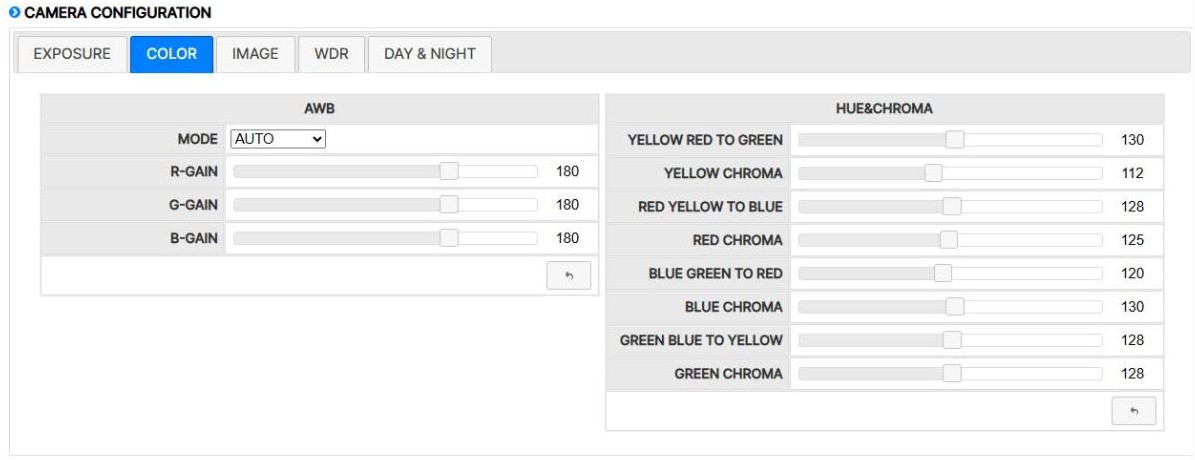 CAMERA CONFIGURATION
EXPOSURE COLOR IMAGE WDR DAY & NIGHT
AWB
MODE AUTO
R-GAIN 180
G-GAIN 180
B-GAIN 180
HUE&CHROMA
YELLOW RED TO GREEN 130
YELLOW CHROMA 112
RED YELLOW TO BLUE 128
RED CHROMA 125
BLUE GREEN TO RED 120
BLUE CHROMA 130
GREEN BLUE TO YELLOW 128
GREEN CHROMA 128